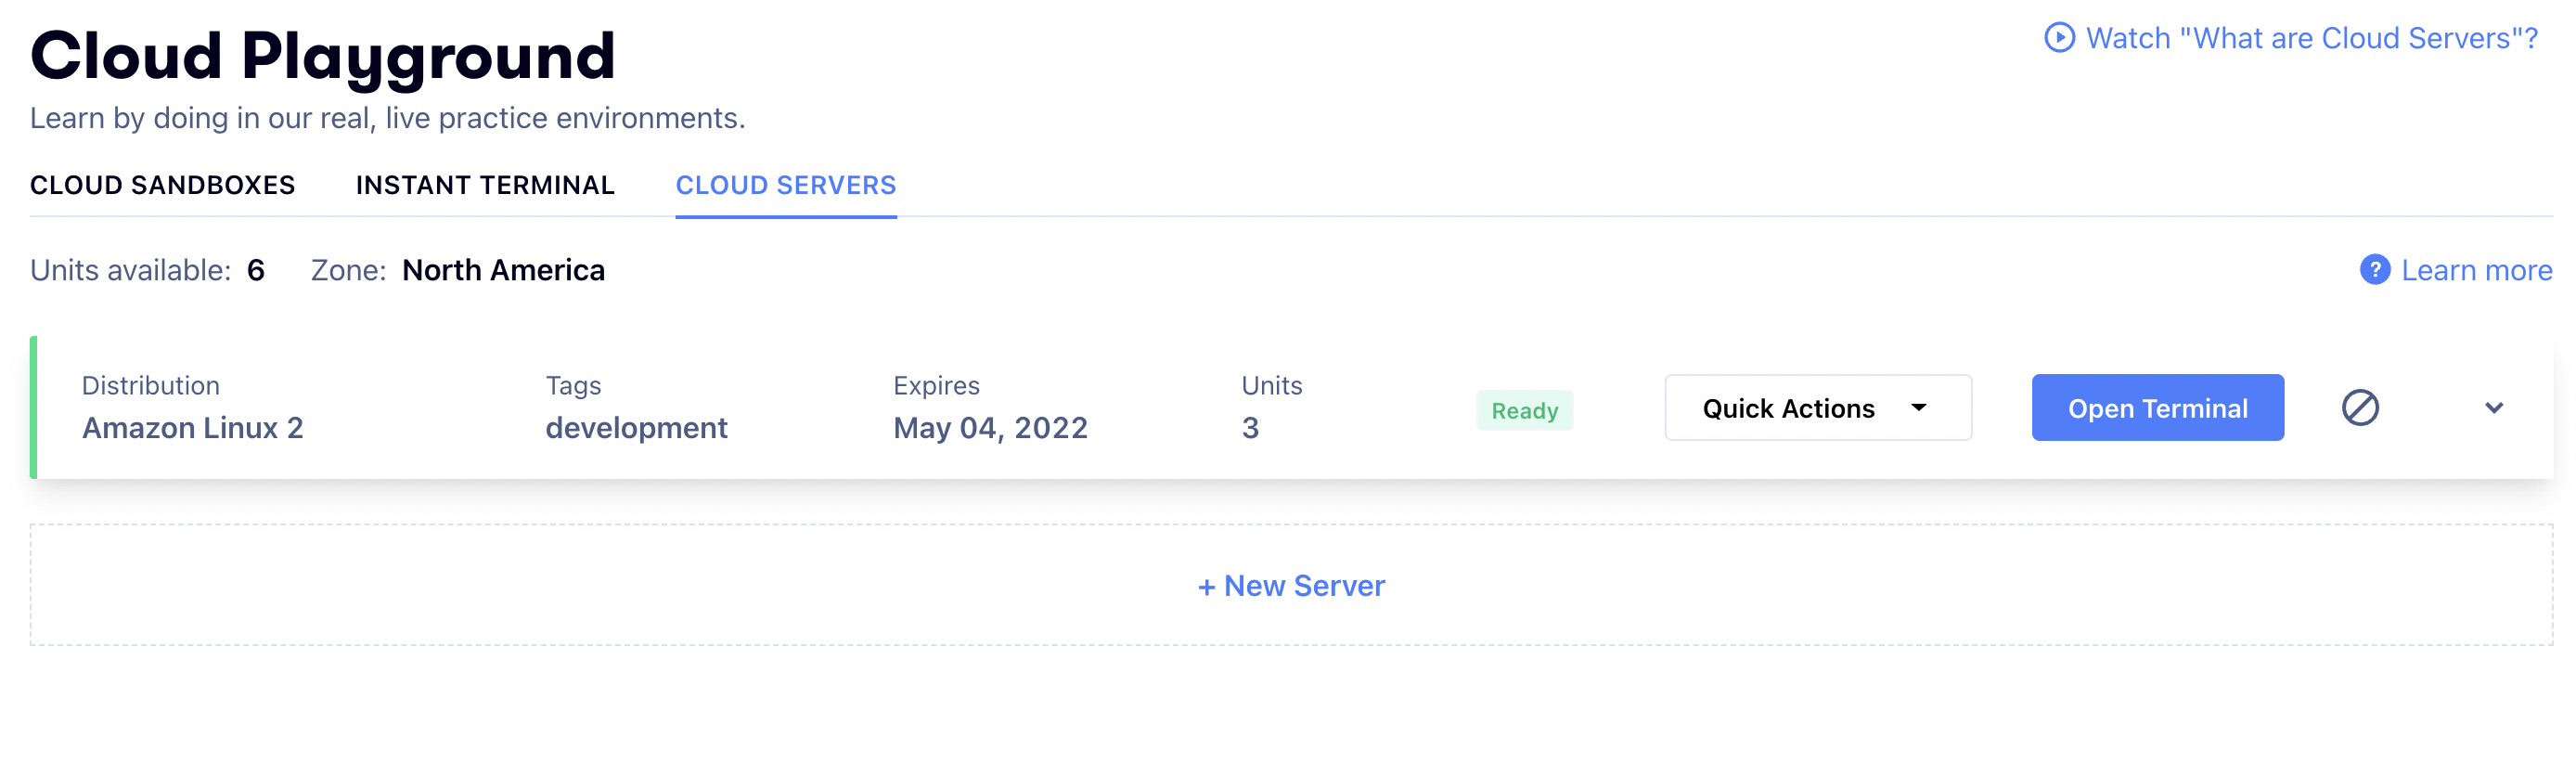 Cloud Playground
Watch "What are Cloud Servers"?
Learn by doing in our real, live practice environments.
CLOUD SANDBOXES INSTANT TERMINAL CLOUD SERVERS
Units available: 6 Zone: North America
? Learn more
Distribution Tags Expires Units
Amazon Linux 2 development May 04, 2022 3
Ready
Quick Actions
Open Terminal
+ New Server